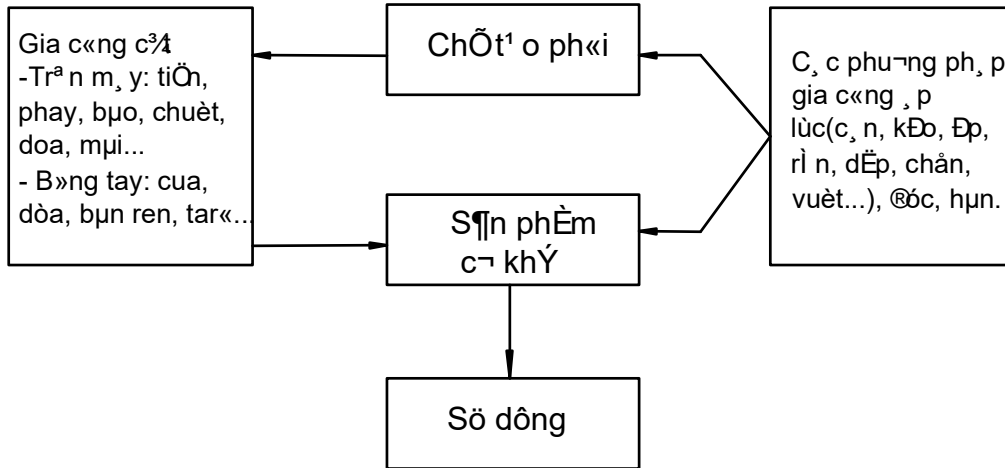 Gia c«ng c¾t
-Trª n m¸ y: tiÖn,
phay, bµo, chuèt,
doa, mµi...
- B»ng tay: cua,
dòa, bµn ren, tar«...
ChÕt¹ o ph«i
S¶n phÈm
c¬ khÝ
Sö dông
C¸ c phu¬ng ph¸ p
gia c«ng ¸ p
lùc(c¸ n, kÐo, Ðp,
rÌ n, dËp, chån,
vuèt...), ®óc, hµn.